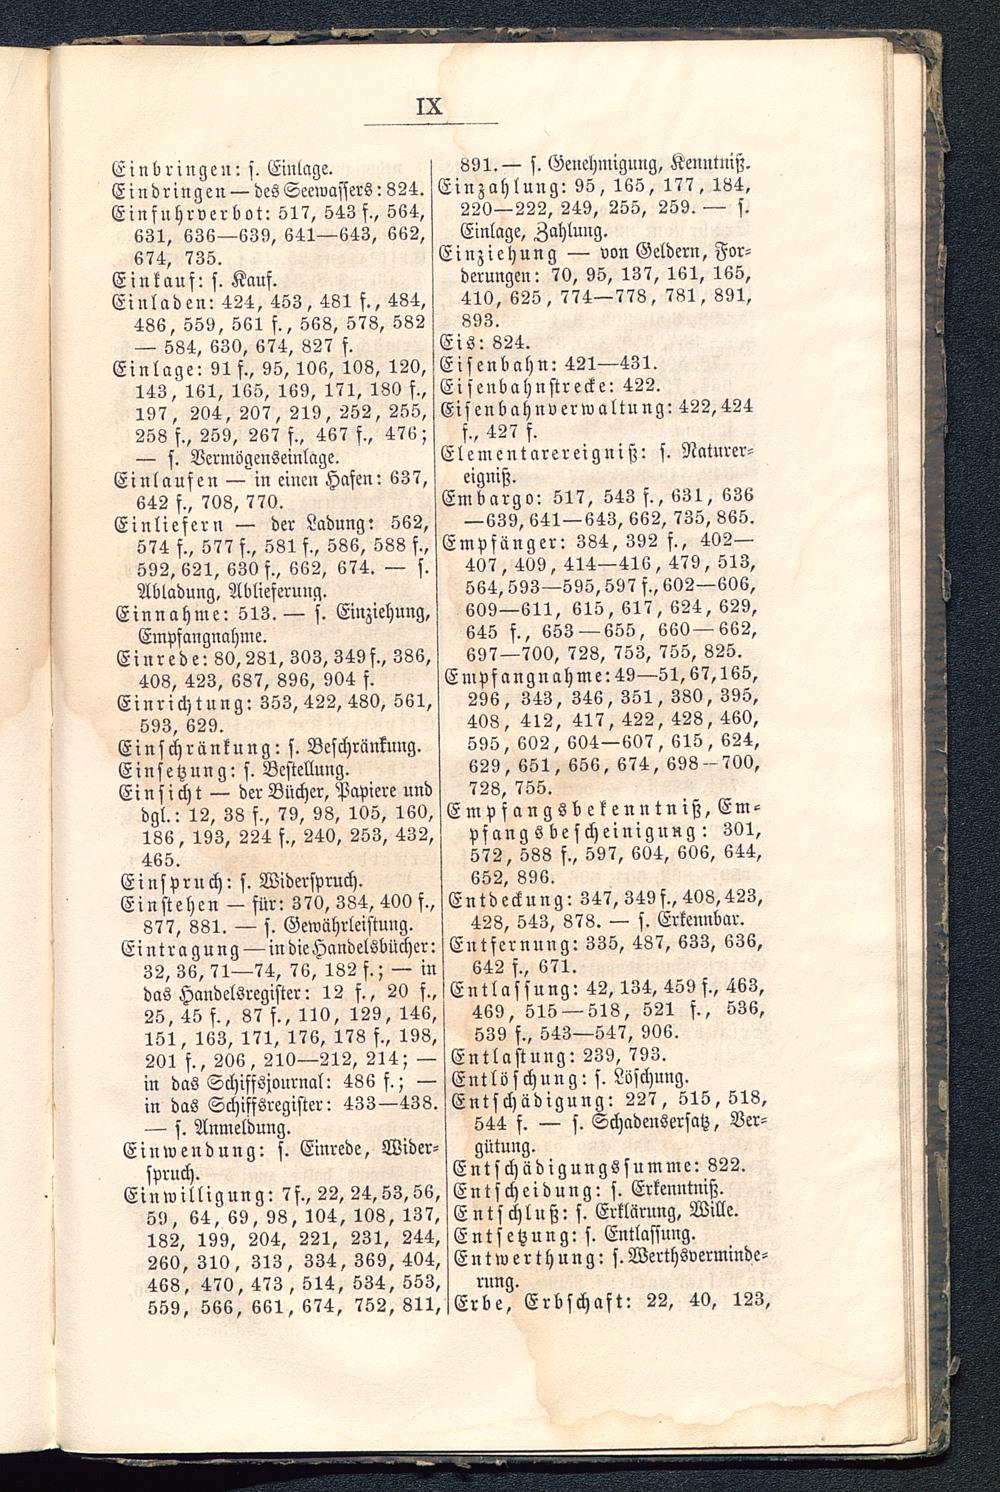 IX
Einbringen: ſ. Einlage.
Eindringen — des Seewaſſers: 824.
Einfuhrverbot: 517, 543 f., 564,
631, 636—639, 641—643, 662,
674, 735.
Einkauf: ſ. Kauf.
Einladen: 424, 453, 481 f., 484,
486, 559, 561 f., 568, 578, 582
— 584, 630, 674, 827 f.
Einlage: 91 f., 95, 106, 108, 120,
143, 161, 165, 169, 171, 180 f.,
197, 204, 207, 219, 252, 255,
258 f., 259, 267 f., 467 f., 476;
— ſ. Vermögenseinlage.
Einlaufen — in einen Hafen: 637,
642 f., 708, 770.
Einliefern — der Ladung: 562,
574 f., 577 f., 581 f., 586, 588 f.,
592, 621, 630 f., 662, 674. — ſ.
Abladung, Ablieferung.
Einnahme: 513. — ſ. Einziehung,
Empfangnahme.
Einrede: 80, 281, 303, 349 f., 386,
408, 423, 687, 896, 904 f.
Einrichtung: 353, 422, 480, 561,
593, 629.
Einſchränkung: ſ. Beſchränkung.
Einſetzung: ſ. Beſtellung.
Einſicht — der Bücher, Papiere und
dgl.: 12, 38 f., 79, 98, 105, 160,
186, 193, 224 f., 240, 253, 432,
465.
Einſpruch: ſ. Widerſpruch.
Einſtehen — für: 370, 384, 400 f.,
877, 881. — ſ. Gewährleiſtung.
Eintragung — in die Handelsbücher:
32, 36, 71—74, 76, 182 f.; — in
das Handelsregiſter: 12 f., 20 f.,
25, 45 f., 87 f., 110, 129, 146,
151, 163, 171, 176, 178 f., 198,
201 f., 206, 210—212, 214; —
in das Schiffsjournal: 486 f.; —
in das Schiffsregiſter: 433—438.
— ſ. Anmeldung.
Einwendung: ſ. Einrede, Wider-
ſpruch.
Einwilligung: 7 f., 22, 24, 53, 56,
59, 64, 69, 98, 104, 108, 137,
182, 199, 204, 221, 231, 244,
260, 310, 313, 334, 369, 404,
468, 470, 473, 514, 534, 553,
559, 566, 661, 674, 752, 811,
891. — ſ. Genehmigung, Kenntniß.
Einzahlung: 95, 165, 177, 184,
220—222, 249, 255, 259. — ſ.
Einlage, Zahlung.
Einziehung — von Geldern, For-
derungen: 70, 95, 137, 161, 165,
410, 625, 774—778, 781, 891,
893.
Eis: 824.
Eiſenbahn: 421—431.
Eiſenbahnſtrecke: 422.
Eiſenbahnverwaltung: 422, 424
f., 427 f.
Elementarereigniß: ſ. Naturer-
eigniß.
Embargo: 517, 543 f., 631, 636
—639, 641—643, 662, 735, 865.
Empfänger: 384, 392 f., 402—
407, 409, 414—416, 479, 513,
564, 593—595, 597 f., 602—606,
609—611, 615, 617, 624, 629,
645 f., 653—655, 660—662,
697—700, 728, 753, 755, 825.
Empfangnahme: 49—51, 67, 165,
296, 343, 346, 351, 380, 395,
408, 412, 417, 422, 428, 460,
595, 602, 604—607, 615, 624,
629, 651, 656, 674, 698—700,
728, 755.
Empfangsbekenntniß, Em-
pfangsbeſcheinigung: 301,
572, 588 f., 597, 604, 606, 644,
652, 896.
Entdeckung: 347, 349 f., 408, 423,
428, 543, 878. — ſ. Erkennbar.
Entfernung: 335, 487, 633, 636,
642 f., 671.
Entlaſſung: 42, 134, 459 f., 463,
469, 515—518, 521 f., 536,
539 f., 543—547, 906.
Entlaſtung: 239, 793.
Entlöſchung: ſ. Löſchung.
Entſchädigung: 227, 515, 518,
544 f. — ſ. Schadenserſatz, Ver-
gütung.
Entſchädigungsſumme: 822.
Entſcheidung: ſ. Erkenntniß.
Entſchluß: ſ. Erklärung, Wille.
Entſetzung: ſ. Entlaſſung.
Entwerthung: ſ. Werthsverminde-
rung.
Erbe, Erbſchaft: 22, 40, 123,